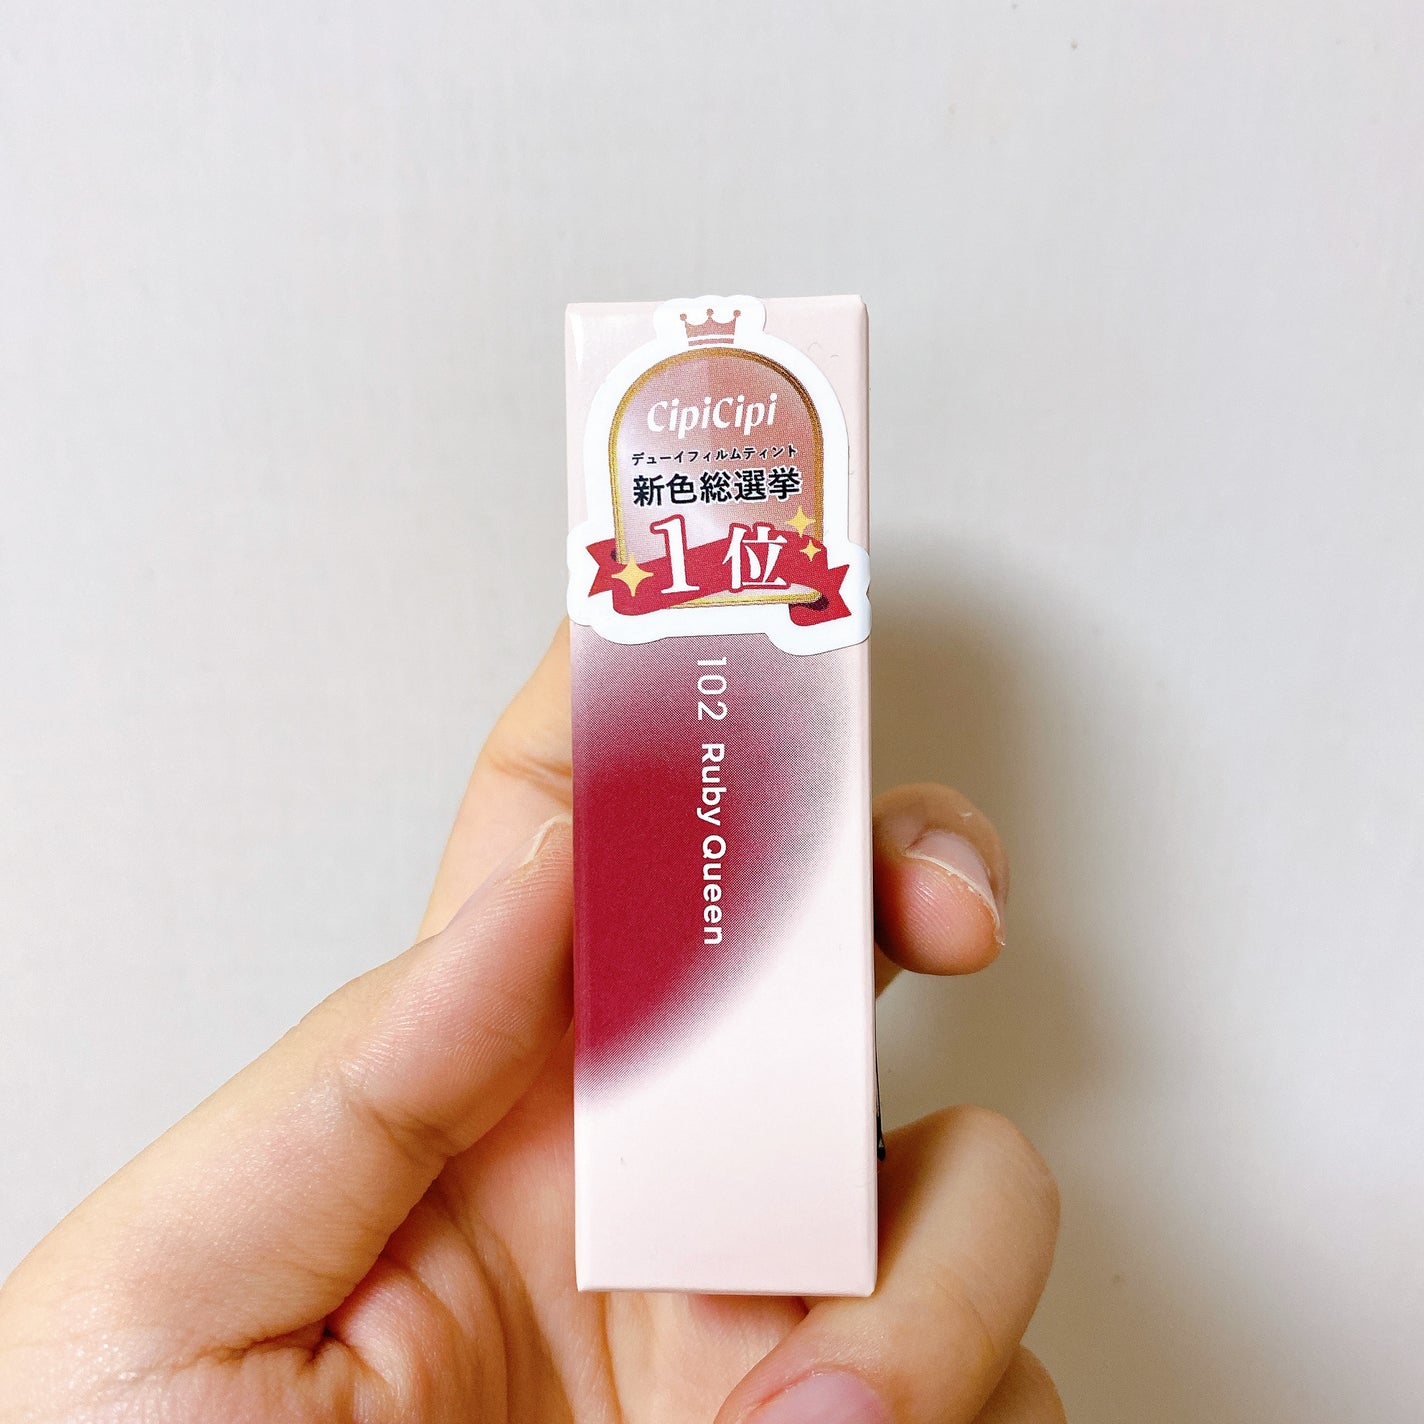 CipiCipi
デューイフィルムティント
新色総選挙
1位
102 Ruby Queen